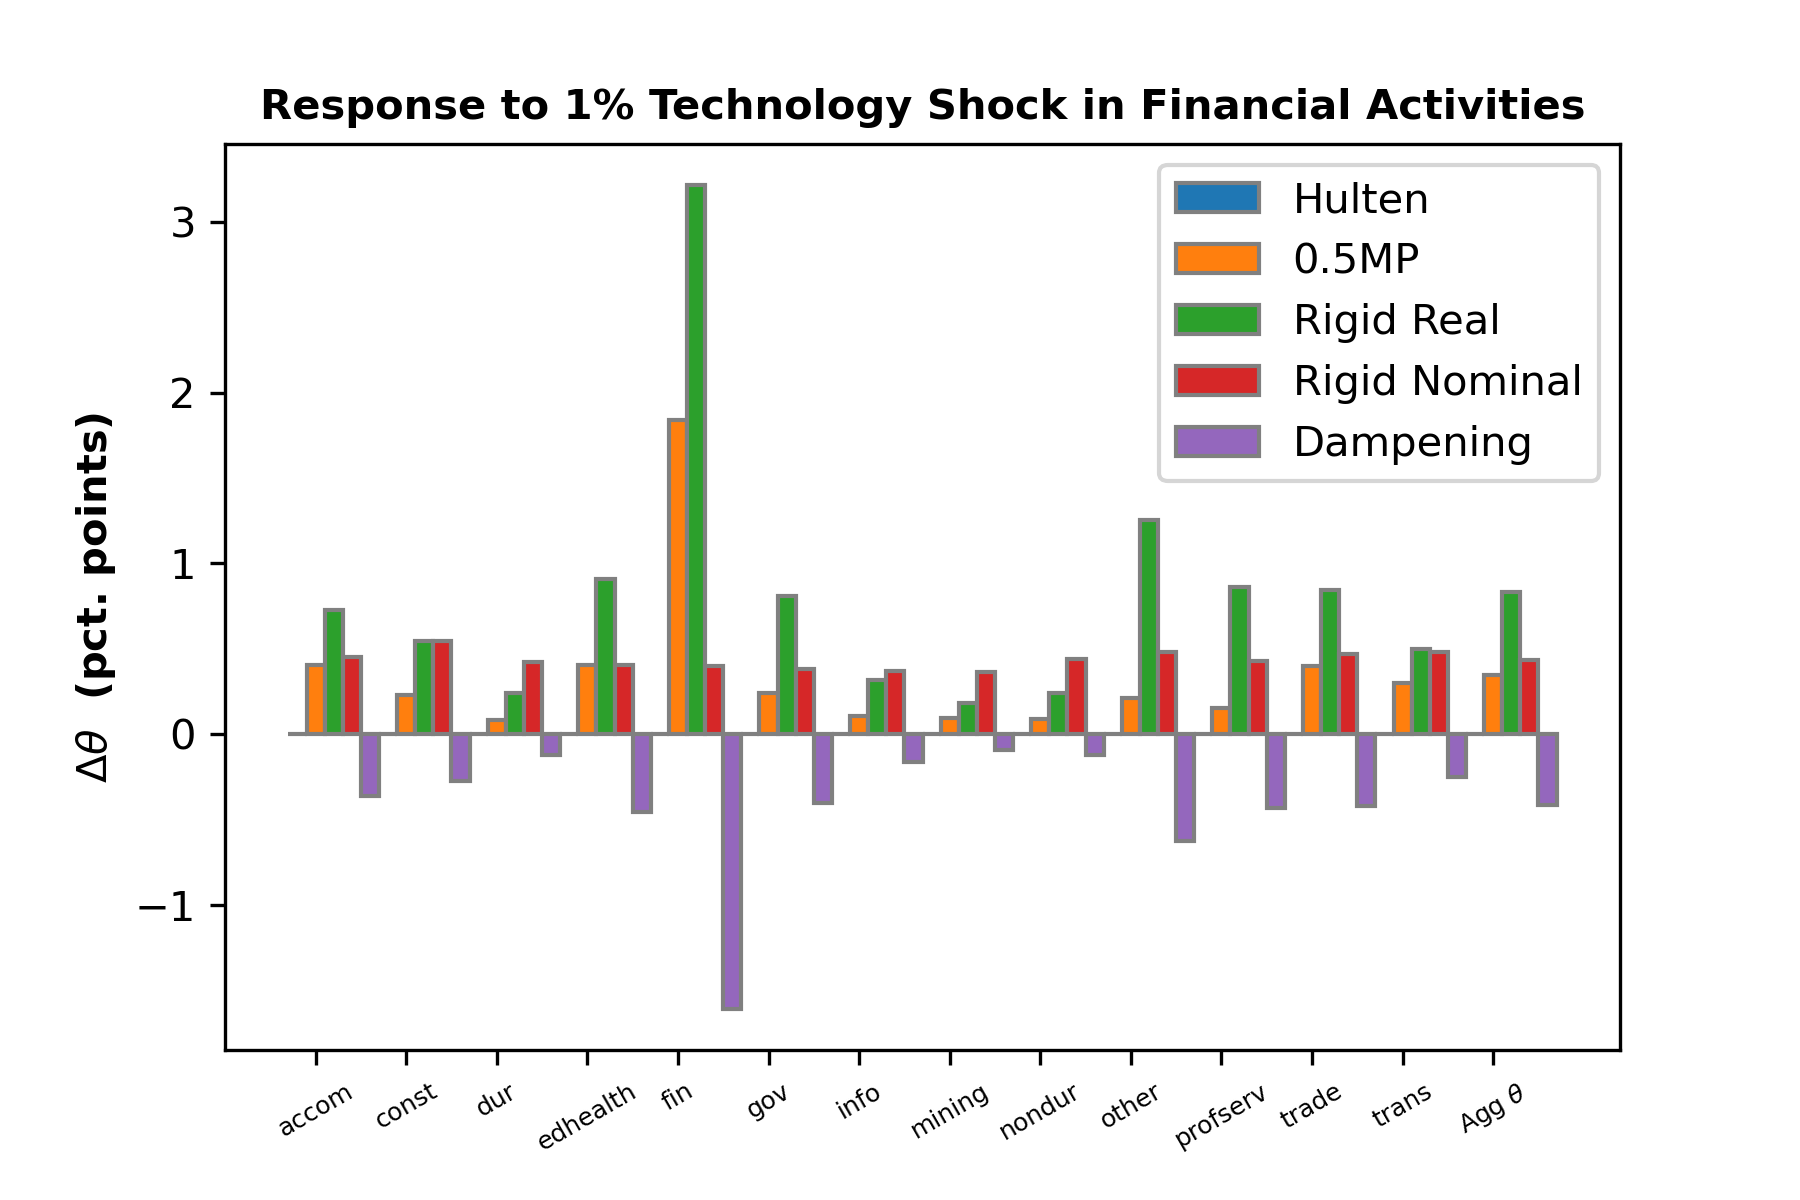 Response to 1% Technology Shock in Financial Activities
Δθ (pct. points)
3
2
1
0
−1
Hulten
0.5MP
Rigid Real
Rigid Nominal
Dampening
accom
const
dur
edhealth
fin
gov
info
mining
nondur
other
profserv
trade
trans
Agg θ